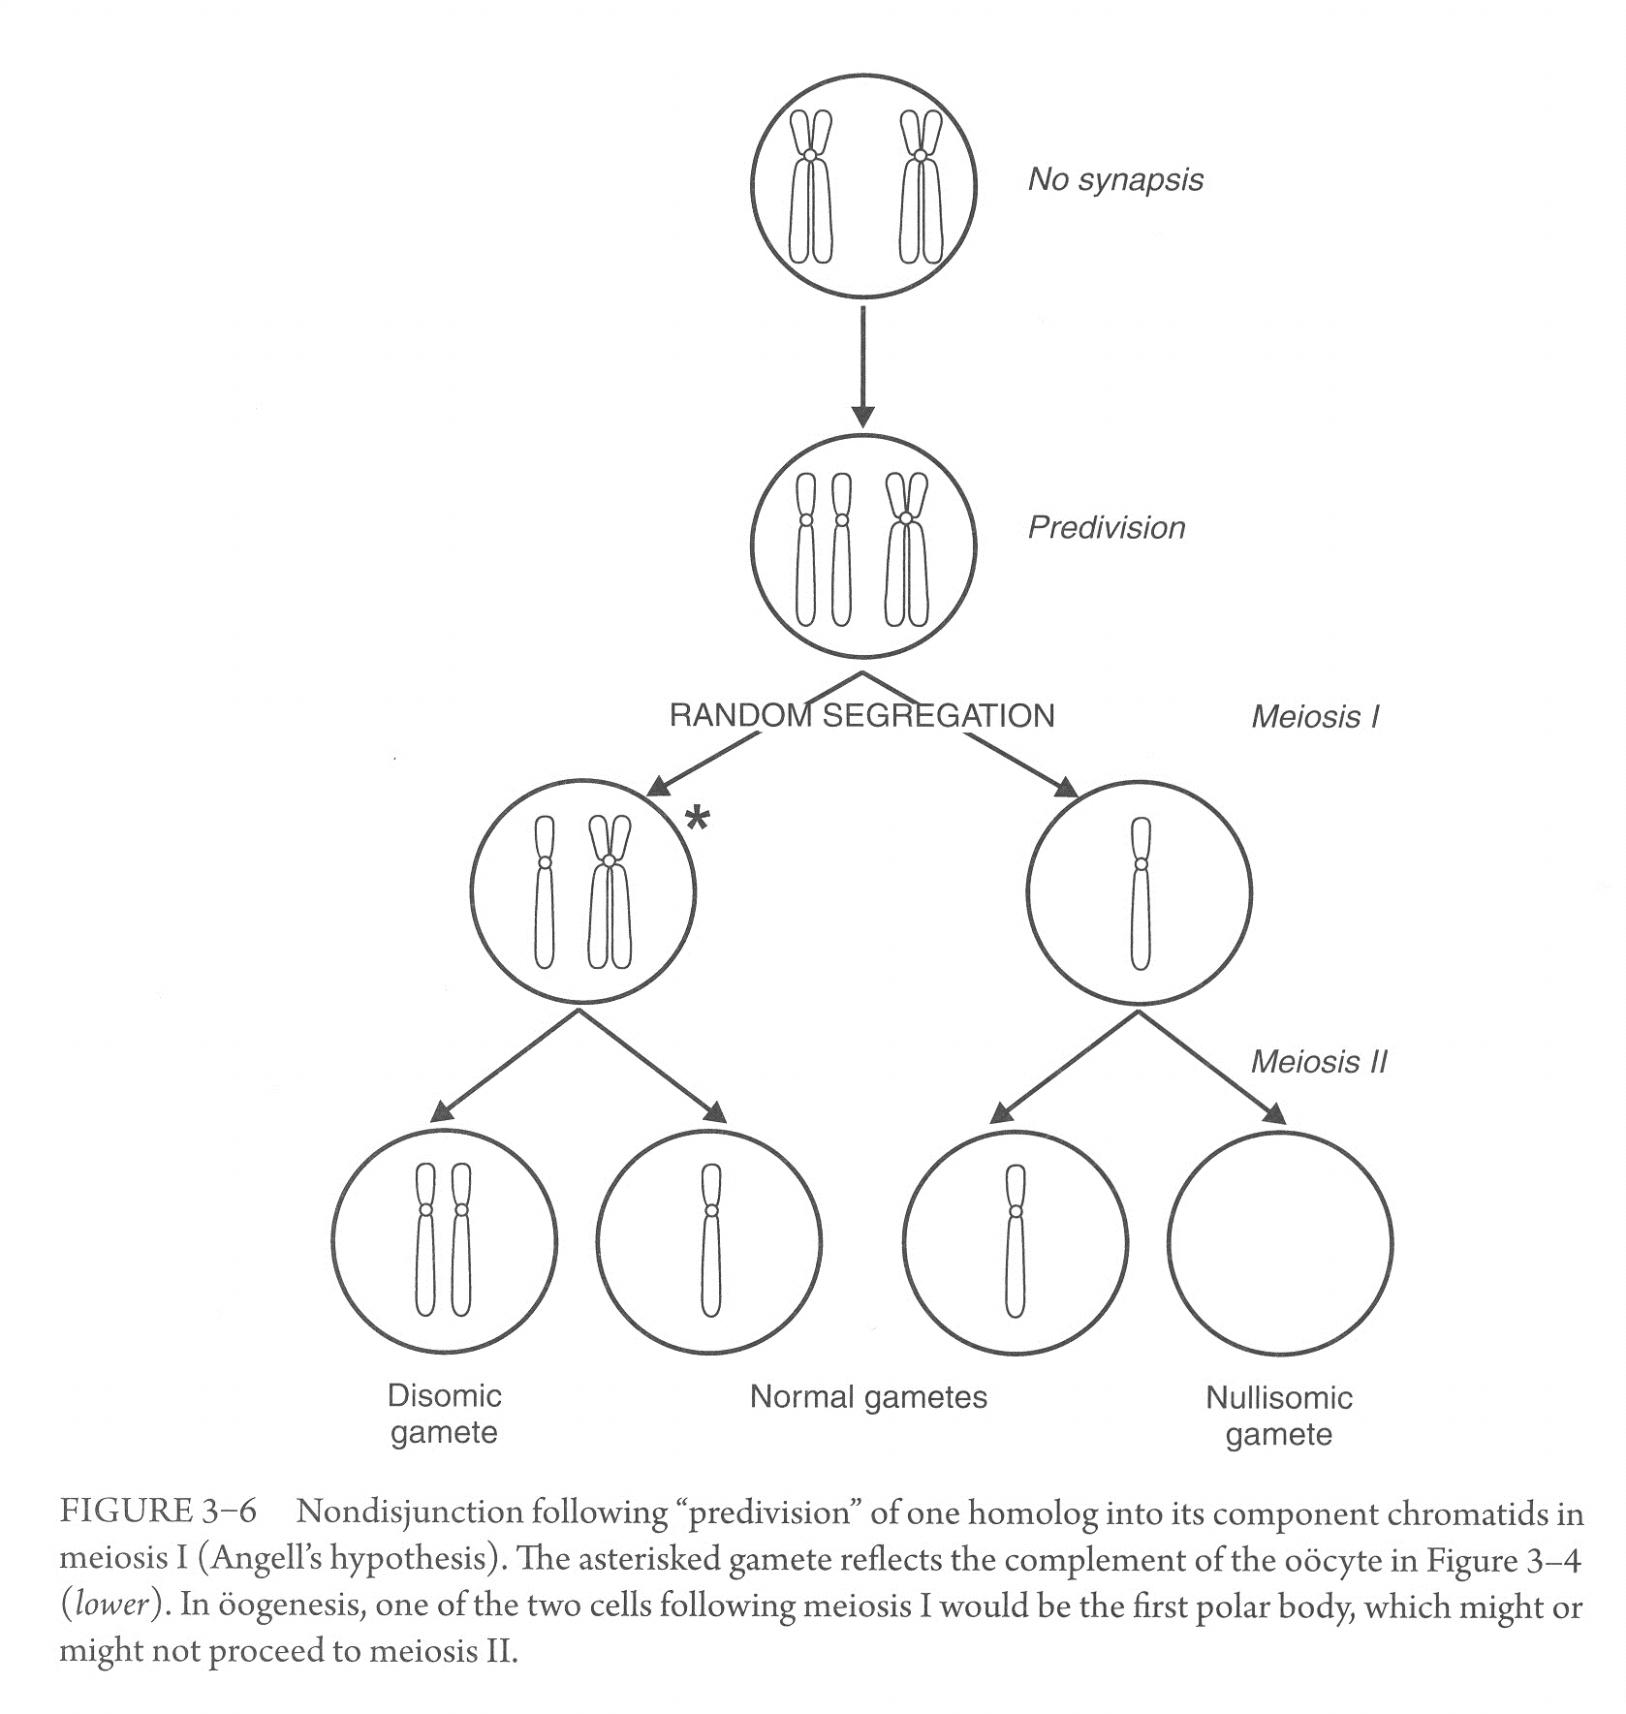 No synapsis
Predivision
RANDOM SEGREGATION
Meiosis I
*
Meiosis II
Disomic
gamete
Normal gametes
Nullisomic
gamete
FIGURE 3–6 Nondisjunction following “predivision” of one homolog into its component chromatids in
meiosis I (Angell’s hypothesis). The asterisked gamete reflects the complement of the oöcyte in Figure 3–4
(lower). In öogenesis, one of the two cells following meiosis I would be the first polar body, which might or
might not proceed to meiosis II.